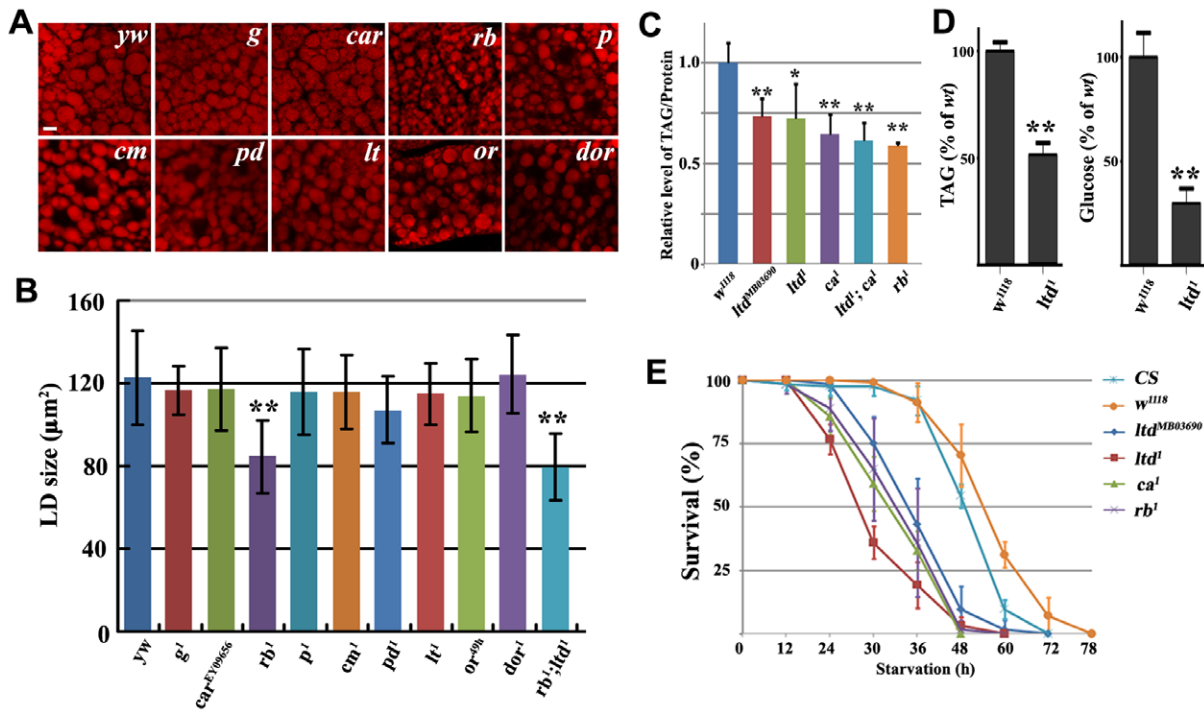 A
yw
g
car
rb
p
cm
pd
lt
or
dor
B
LD size (µm²)
160
120
80
40
0
**
**
yw
g¹
car^EY09656
rb¹
p¹
cm¹
pd¹
lt¹
or^49h
dor¹
rb¹;ltd¹
C
Relative level of TAG/Protein
1.0
0.5
0
**
*
**
**
**
w^1118
ltd^MB03690
ltd¹
ca¹
ltd¹; ca¹
rb¹
D
TAG (% of wt)
100
50
**
w^1118
ltd¹
Glucose (% of wt)
100
50
**
w^1118
ltd¹
E
Survival (%)
100
75
50
25
0
12
24
30
36
48
60
72
78
Starvation (h)
CS
w^1118
ltd^MB03690
ltd¹
ca¹
rb¹